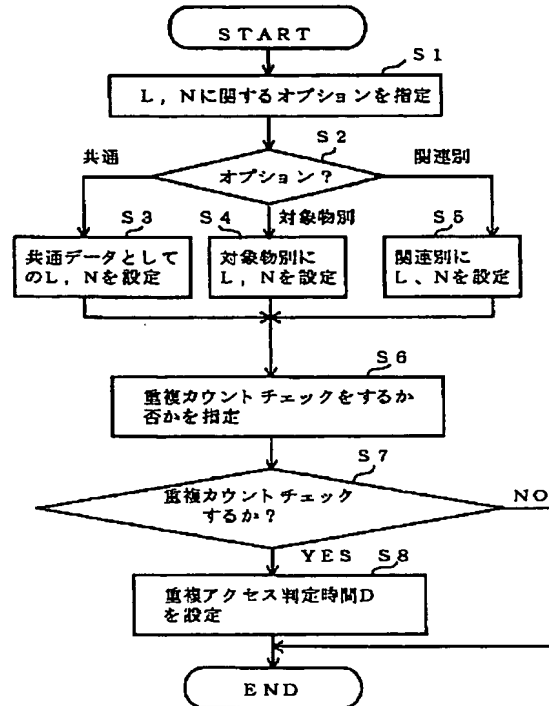 START
S1
L,Nに関するオプションを指定
S2
共通
関連別
オプション?
S3
S4
対象物別
S5
共通データとして
のL,Nを設定
対象物別に
L,Nを設定
関連別に
L、Nを設定
S6
重複カウントチェックをするか
否かを指定
S7
重複カウントチェック
するか?
NO
YES
S8
重複アクセス判定時間D
を設定
END